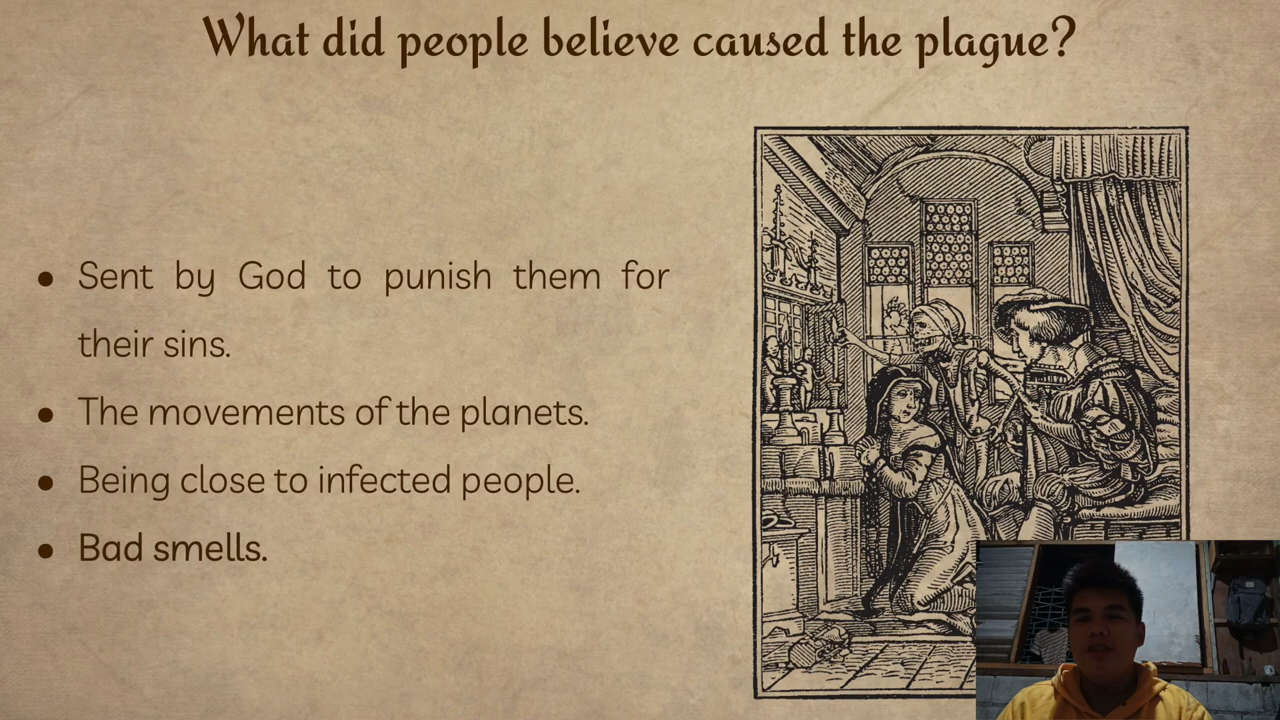 What did people believe caused the plague?
● Sent by God to punish them for
their sins.
● The movements of the planets.
● Being close to infected people.
● Bad smells.